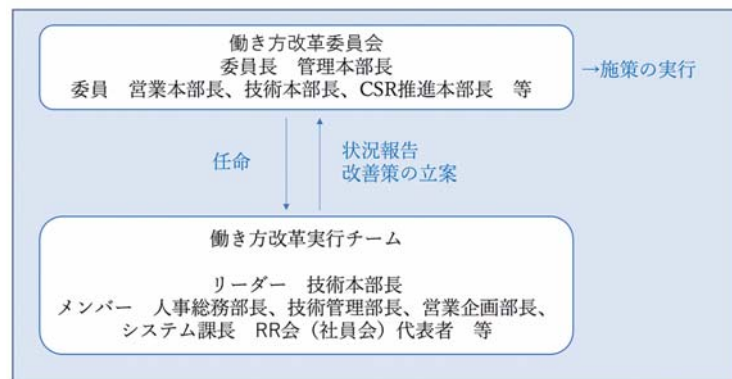 働き方改革委員会
委員長　管理本部長
委員　営業本部長、技術本部長、CSR推進本部長　等
→施策の実行
任命
状況報告
改善策の立案
働き方改革実行チーム
リーダー　技術本部長
メンバー　人事総務部長、技術管理部長、営業企画部長、
システム課長　RR会（社員会）代表者　等